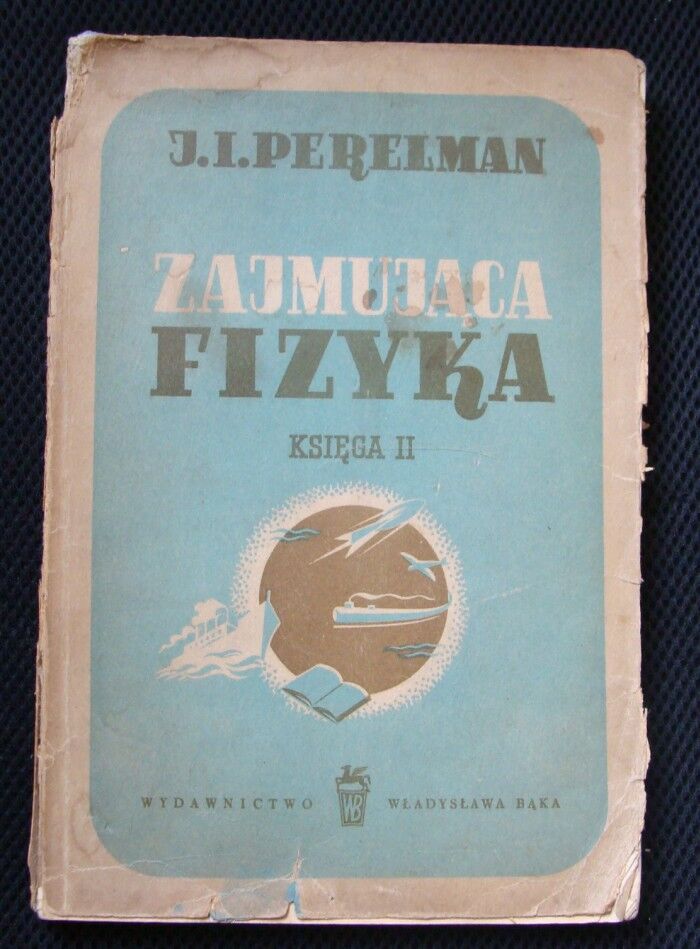 J.I.PERELMAN
ZAJMUJĄCA
FIZYKA
KSIĘGA II
WYDAWNICTWO WB WŁADYSŁAWA BĄKA